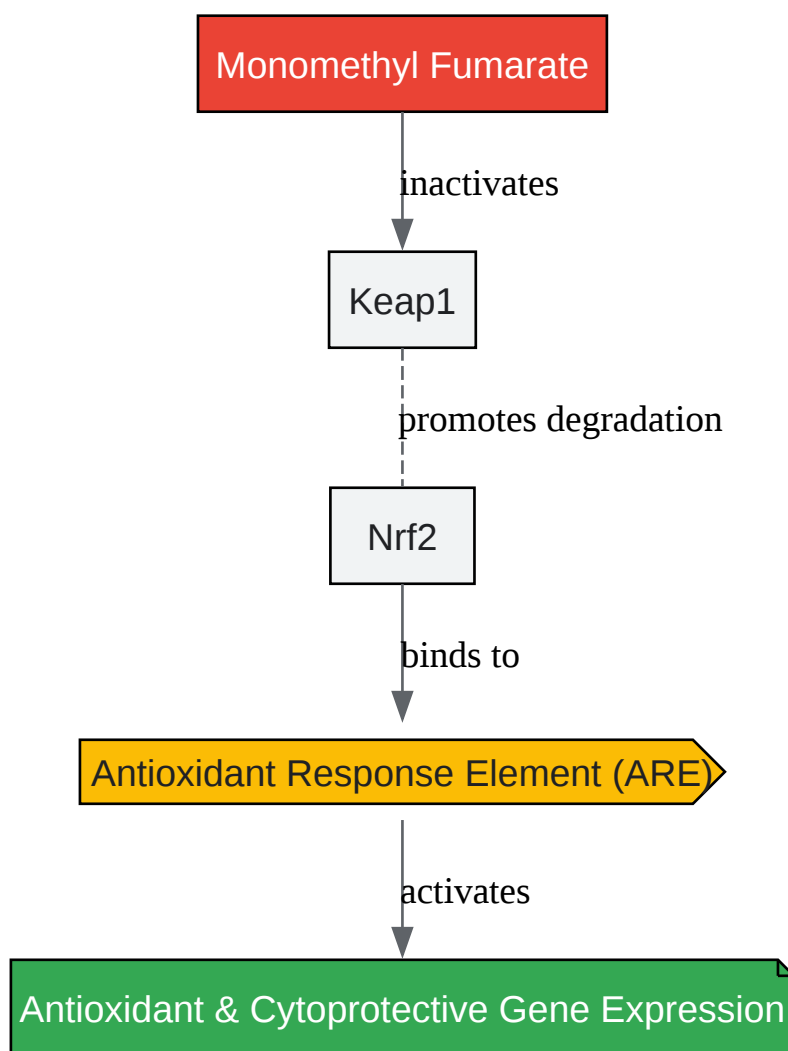 Monomethyl Fumarate
inactivates
Keap1
promotes degradation
Nrf2
binds to
Antioxidant Response Element (ARE)
activates
Antioxidant & Cytoprotective Gene Expression